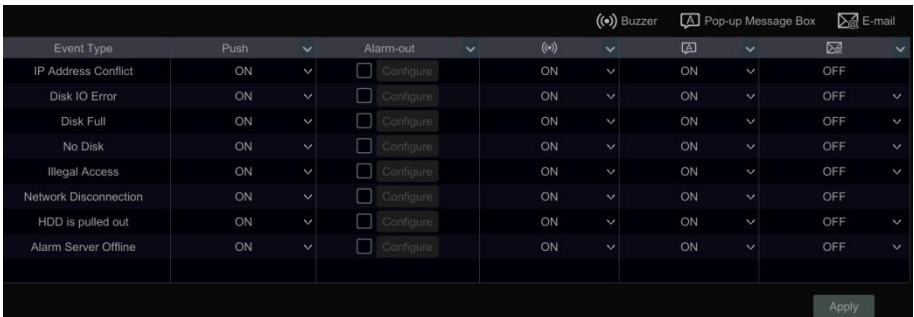 Buzzer Pop-up Message Box E-mail
Event Type Push Alarm-out
IP Address Conflict ON Configure ON ON OFF
Disk IO Error ON Configure ON ON OFF
Disk Full ON Configure ON ON OFF
No Disk ON Configure ON ON OFF
Illegal Access ON Configure ON ON OFF
Network Disconnection ON Configure ON ON OFF
HDD is pulled out ON Configure ON ON OFF
Alarm Server Offline ON Configure ON ON OFF
Apply